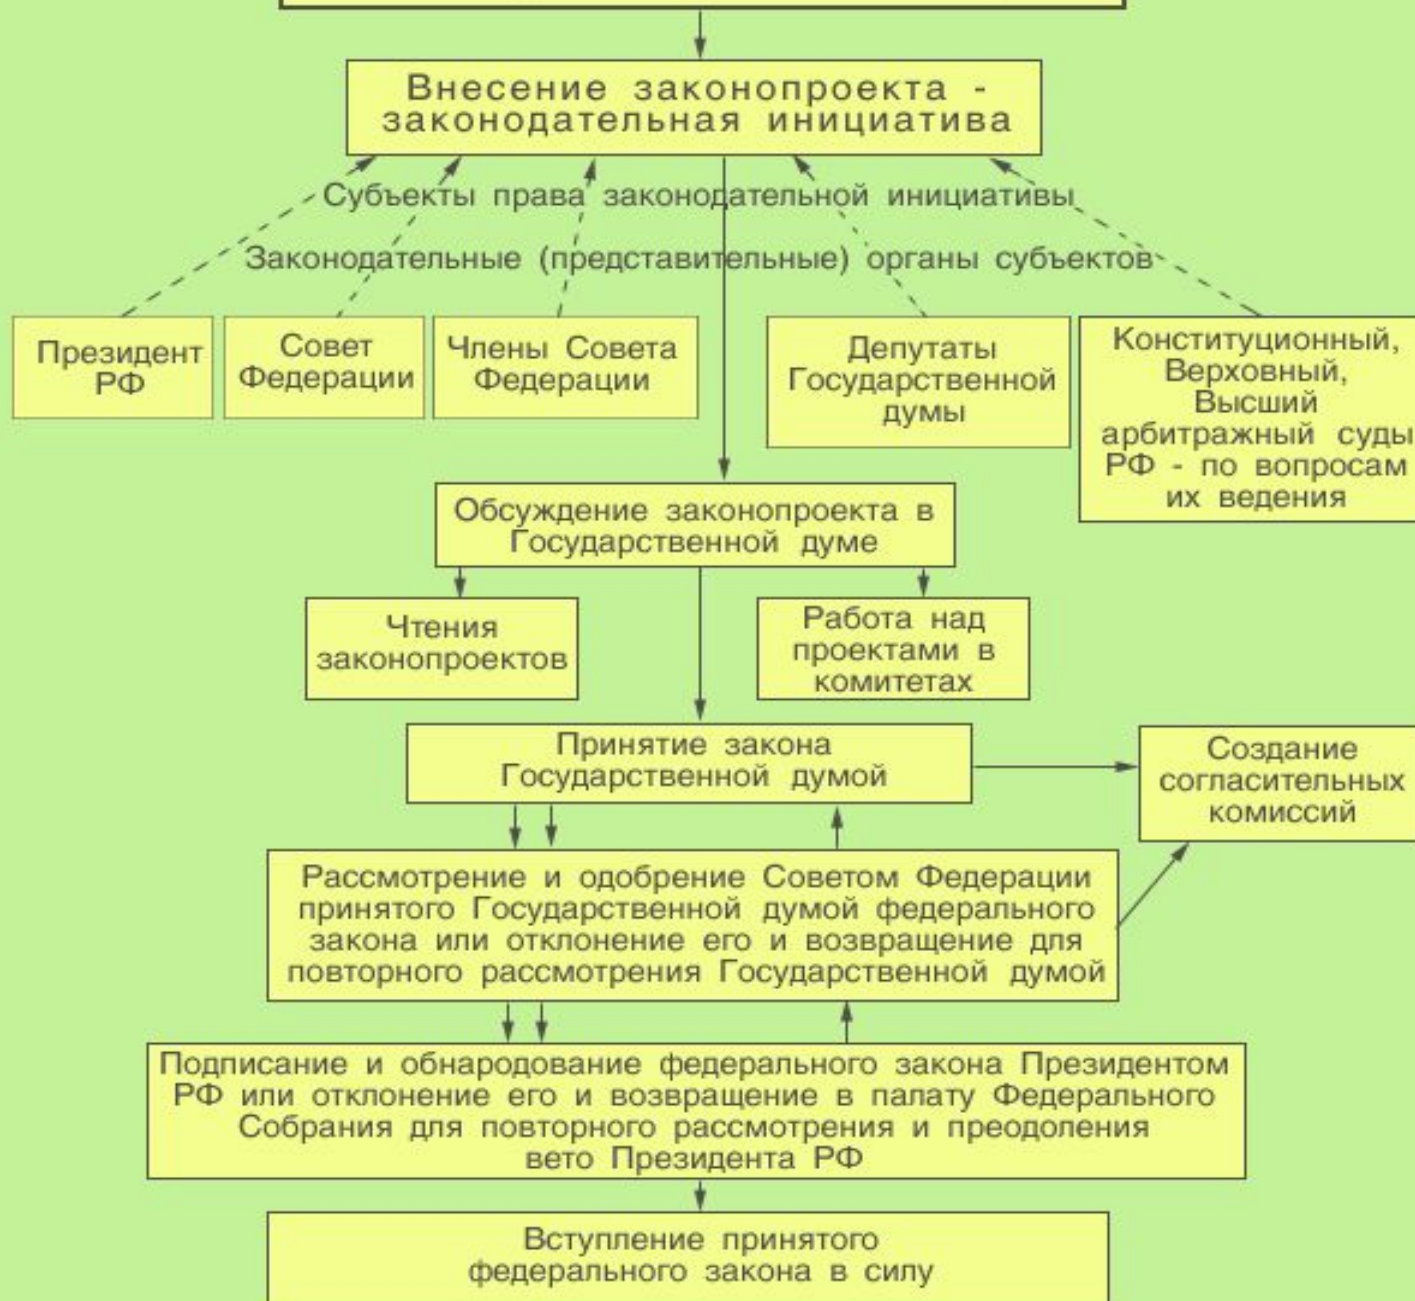 Внесение законопроекта -
законодательная инициатива
Субъекты права законодательной инициативы
Законодательные (представительные) органы субъектов
Президент
РФ
Совет
Федерации
Члены Совета
Федерации
Депутаты
Государственной
думы
Конституционный,
Верховный,
Высший
арбитражный суды
РФ - по вопросам
их ведения
Обсуждение законопроекта в
Государственной думе
Чтения
законопроектов
Работа над
проектами в
комитетах
Принятие закона
Государственной думой
Создание
согласительных
комиссий
Рассмотрение и одобрение Советом Федерации
принятого Государственной думой федерального
закона или отклонение его и возвращение для
повторного рассмотрения Государственной думой
Подписание и обнародование федерального закона Президентом
РФ или отклонение его и возвращение в палату Федерального
Собрания для повторного рассмотрения и преодоления
вето Президента РФ
Вступление принятого
федерального закона в силу